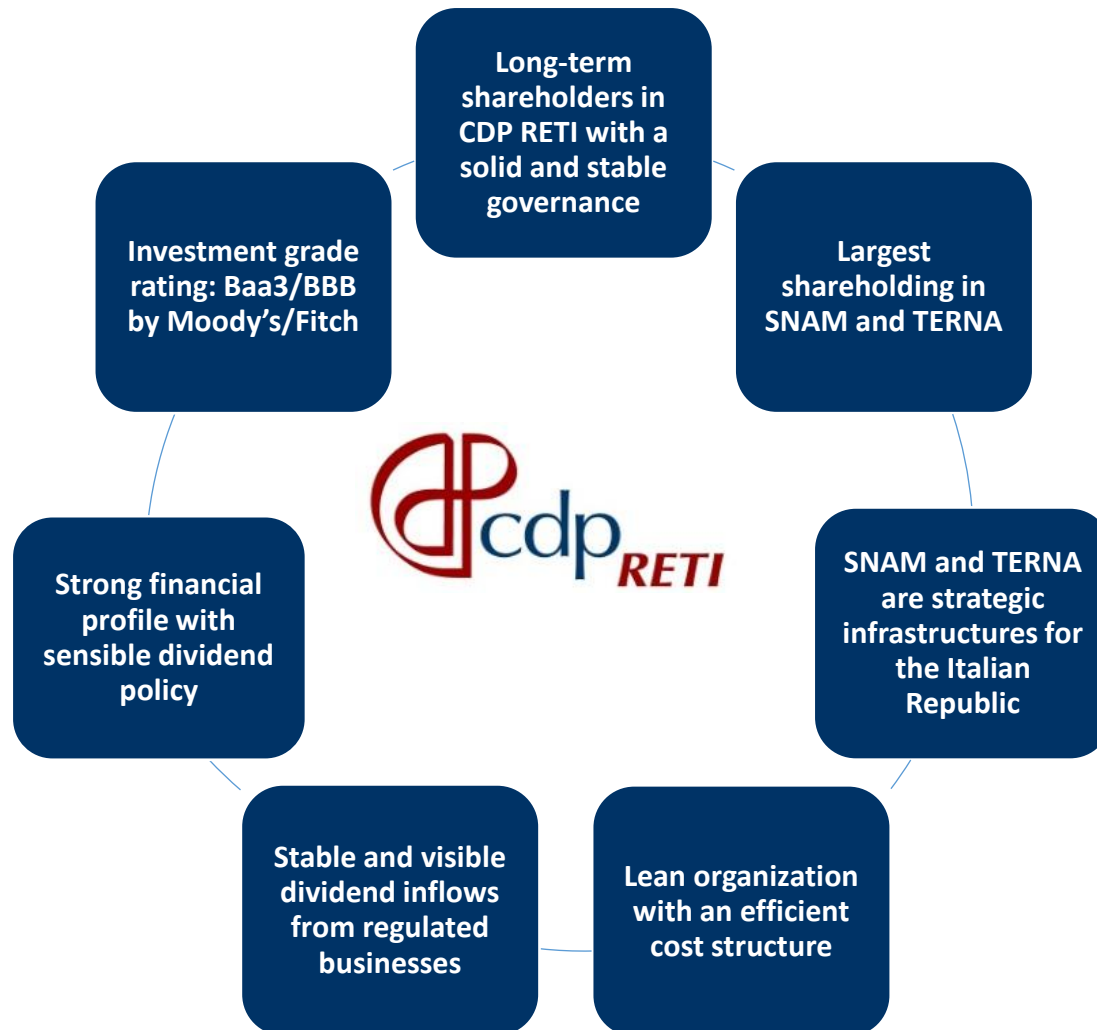 Long-term
shareholders in
CDP RETI with a
solid and stable
governance
Largest
shareholding in
SNAM and TERNA
SNAM and TERNA
are strategic
infrastructures for
the Italian
Republic
Lean organization
with an efficient
cost structure
Stable and visible
dividend inflows
from regulated
businesses
Strong financial
profile with
sensible dividend
policy
Investment grade
rating: Baa3/BBB
by Moody’s/Fitch
cdp RETI